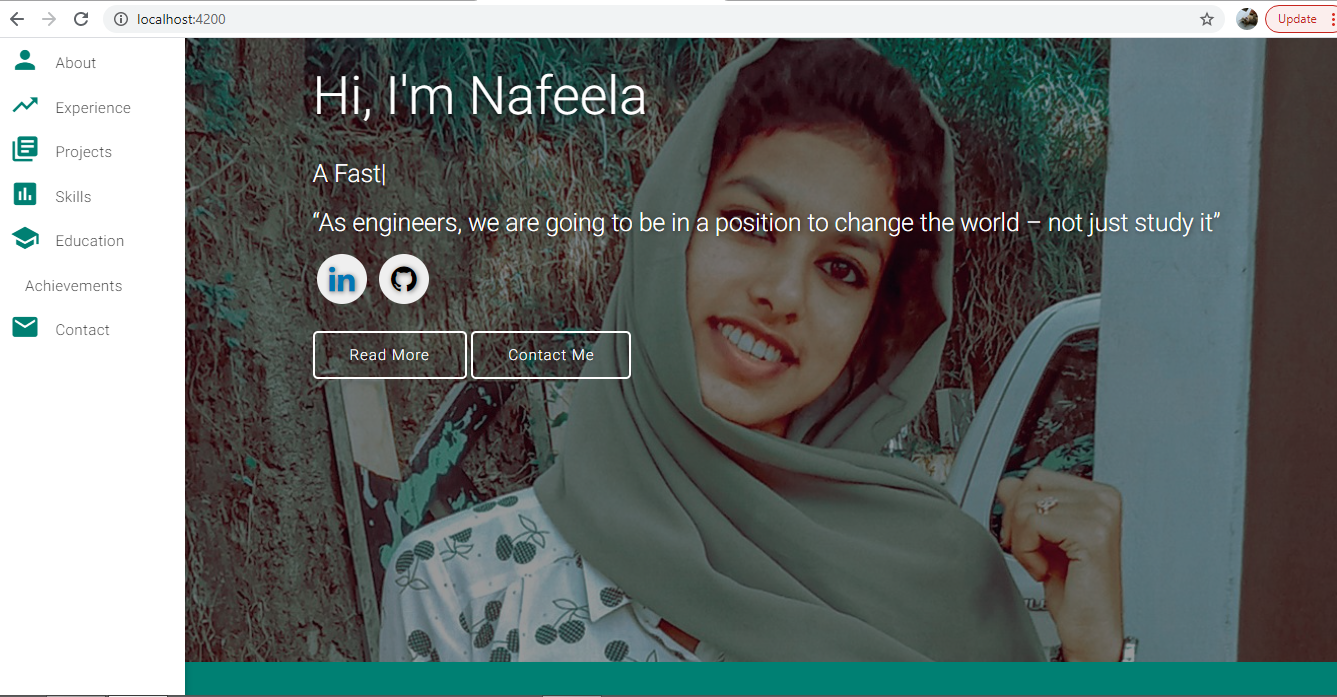 localhost:4200
Update
About
Experience
Projects
Skills
Education
Achievements
Contact
Hi, I'm Nafeela
A Fast|
“As engineers, we are going to be in a position to change the world – not just study it”
in
Read More
Contact Me